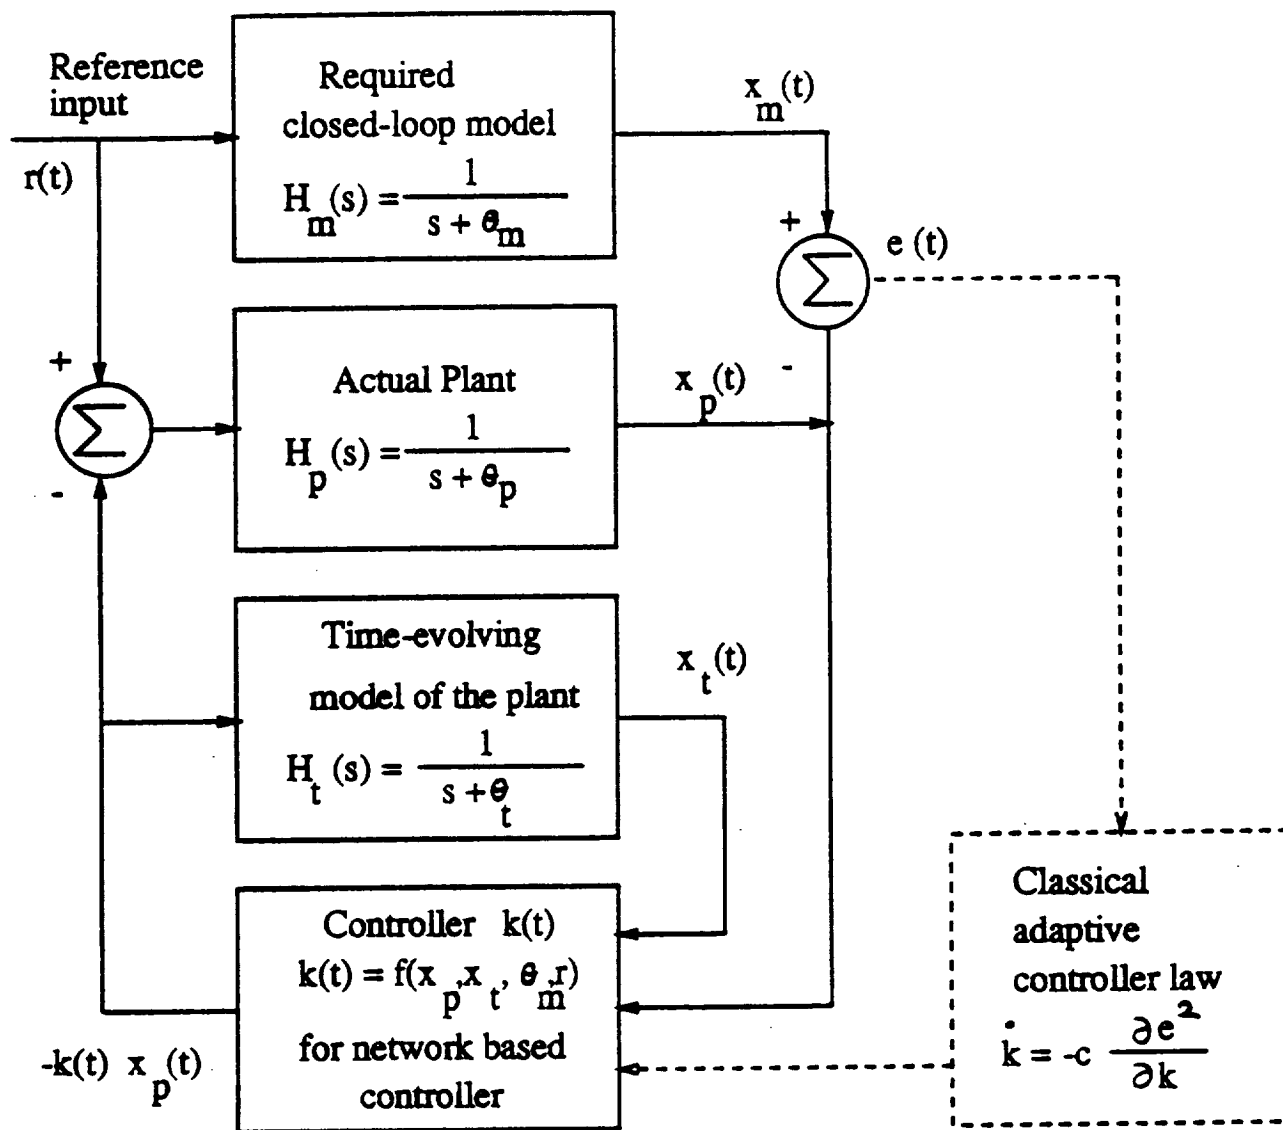 Reference
input
r(t)
Required
closed-loop model
H_m(s) = 1 / (s + θ_m)
x_m(t)
+
e (t)
Σ
-
+
Σ
-
Actual Plant
H_p(s) = 1 / (s + θ_p)
x_p(t)
Time-evolving
model of the plant
H_t(s) = 1 / (s + θ_t)
x_t(t)
Controller k(t)
k(t) = f(x_p, x_t, θ_m, r)
for network based
controller
-k(t) x_p(t)
Classical
adaptive
controller law
k̇ = -c ∂e² / ∂k